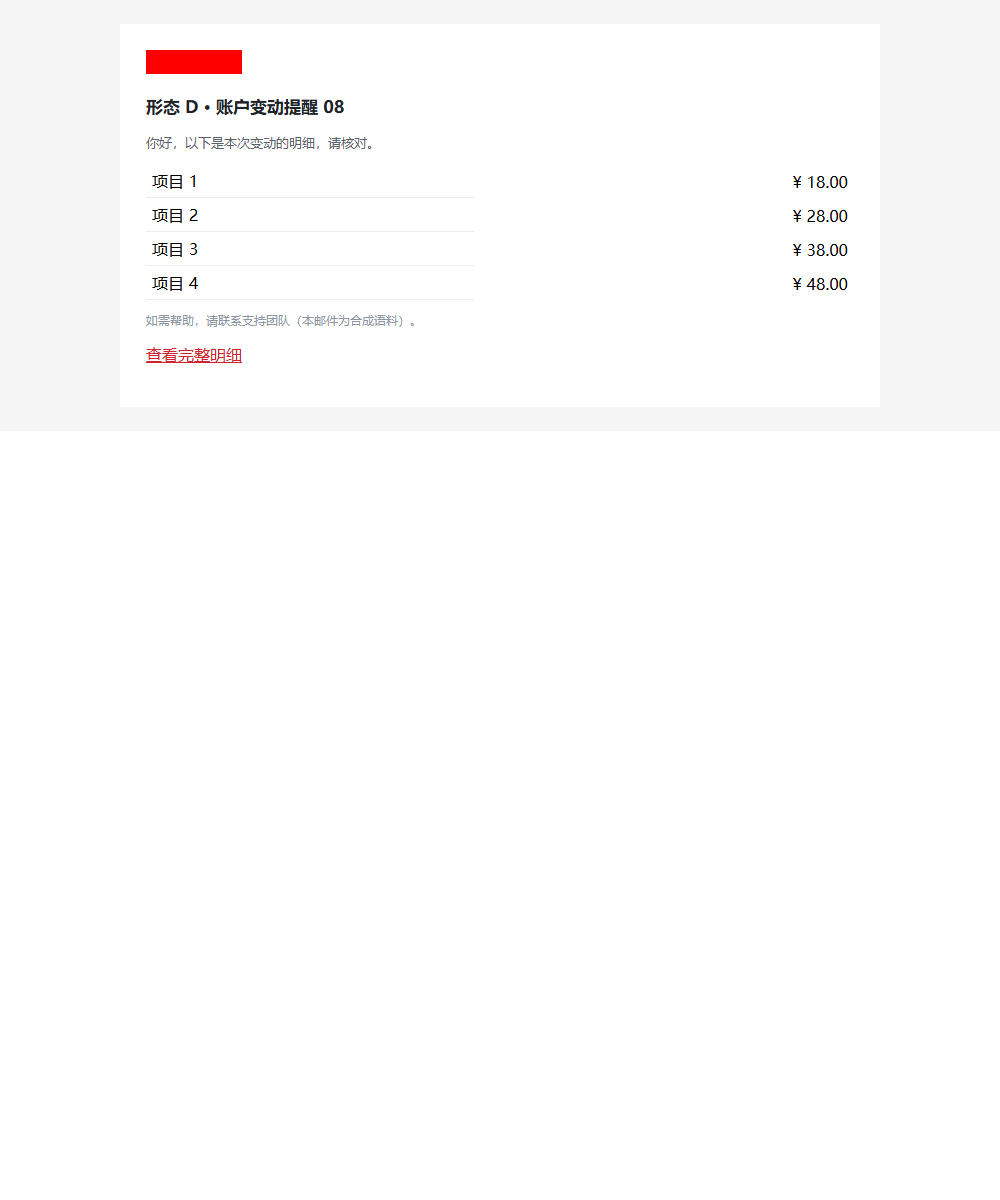 形态 D · 账户变动提醒 08
你好，以下是本次变动的明细，请核对。
项目 1 ¥ 18.00
项目 2 ¥ 28.00
项目 3 ¥ 38.00
项目 4 ¥ 48.00
如需帮助，请联系支持团队（本邮件为合成语料）。
查看完整明细